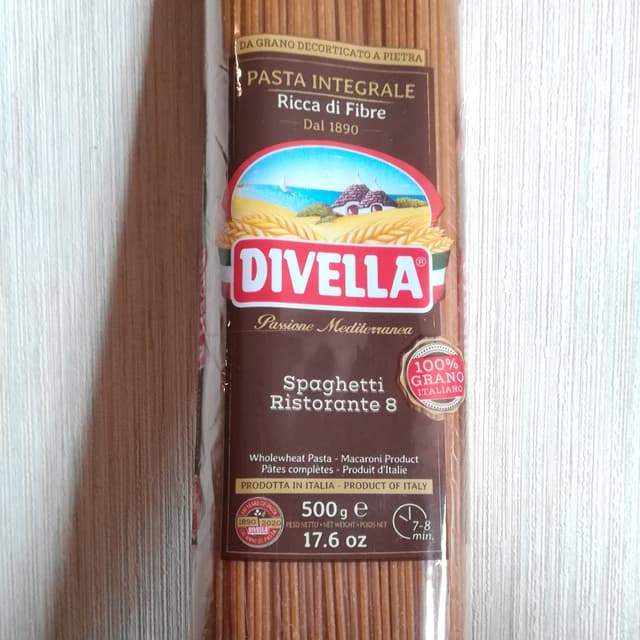 DA GRANO DECORTICATO A PIETRA
PASTA INTEGRALE
Ricca di Fibre
Dal 1890
DIVELLA®
Passione Mediterranea
100%
GRANO
ITALIANO
Spaghetti
Ristorante 8
Wholewheat Pasta - Macaroni Product
Pâtes complètes - Produit d'Italie
PRODOTTA IN ITALIA - PRODUCT OF ITALY
1890 2020
DIVELLA
500 g e
PESO NETTO • NET WEIGHT • POIDS NET
17.6 oz
7-8
min.